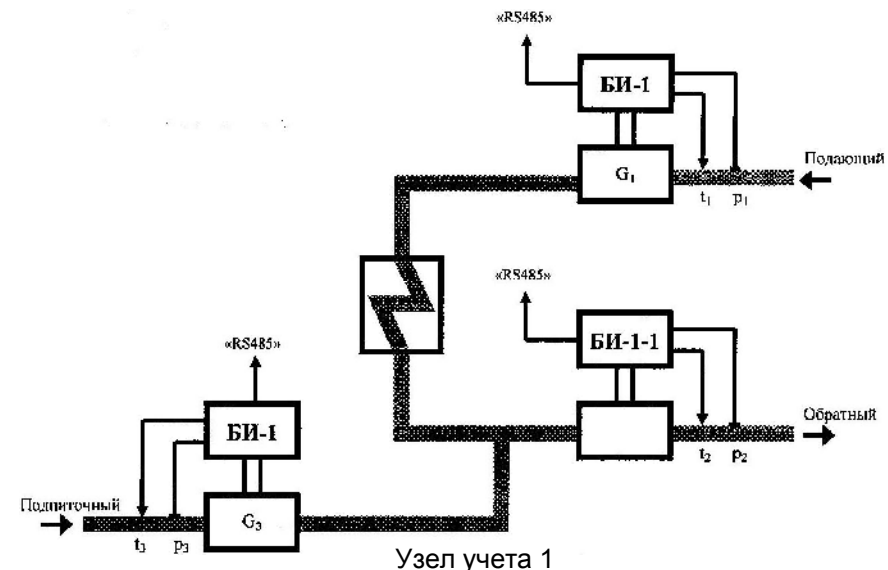 «RS485»
БИ-1
Подающий
G₁
t₁ p₁
«RS485»
БИ-1-1
«RS485»
Обратный
БИ-1
t₂ p₂
Подпиточный
G₃
t₃ p₃
Узел учета 1